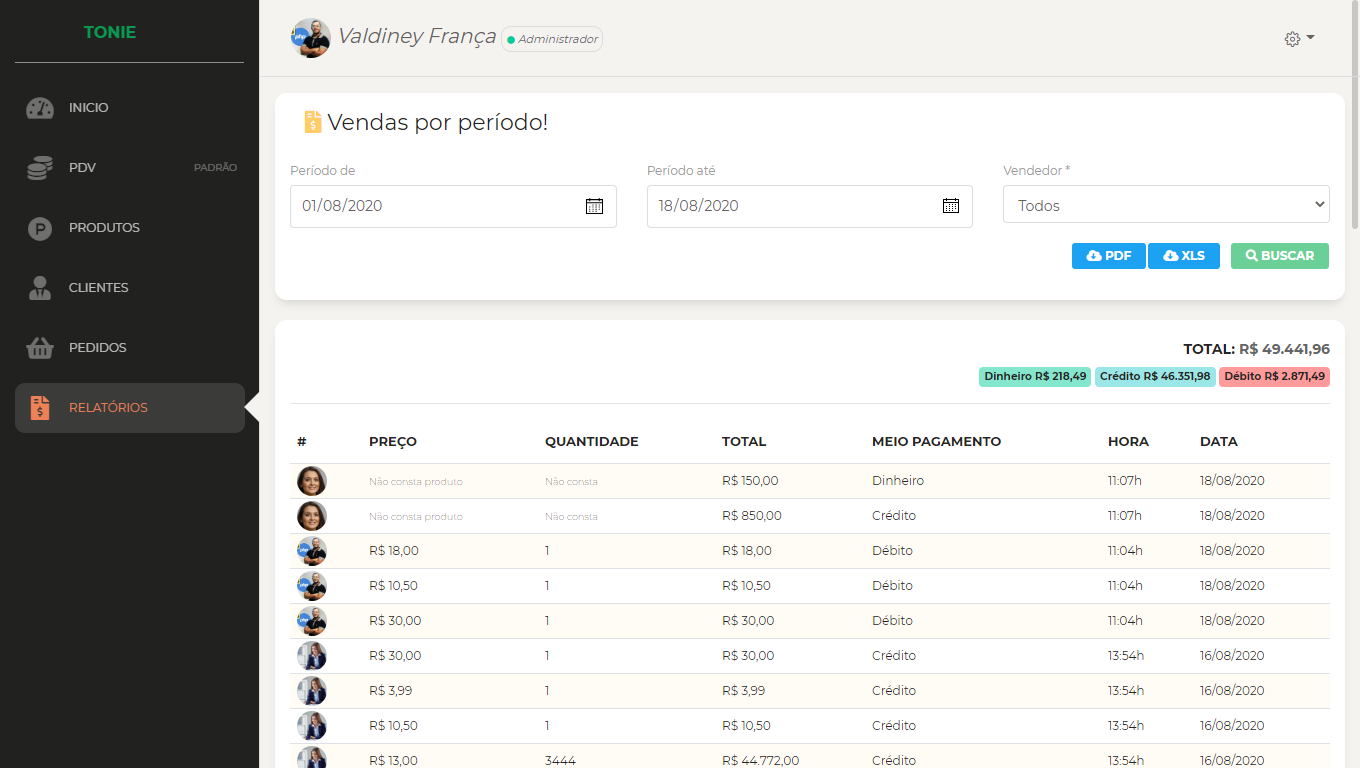 TONIE
INICIO
PDV PADRÃO
PRODUTOS
CLIENTES
PEDIDOS
RELATÓRIOS
Valdiney França Administrador
Vendas por período!
Período de Período até Vendedor *
01/08/2020 18/08/2020 Todos
PDF XLS BUSCAR
TOTAL: R$ 49.441,96
Dinheiro R$ 218,49 Crédito R$ 46.351,98 Débito R$ 2.871,49
# PREÇO QUANTIDADE TOTAL MEIO PAGAMENTO HORA DATA
Não consta produto Não consta R$ 150,00 Dinheiro 11:07h 18/08/2020
Não consta produto Não consta R$ 850,00 Crédito 11:07h 18/08/2020
R$ 18,00 1 R$ 18,00 Débito 11:04h 18/08/2020
R$ 10,50 1 R$ 10,50 Débito 11:04h 18/08/2020
R$ 30,00 1 R$ 30,00 Débito 11:04h 18/08/2020
R$ 30,00 1 R$ 30,00 Crédito 13:54h 16/08/2020
R$ 3,99 1 R$ 3,99 Crédito 13:54h 16/08/2020
R$ 10,50 1 R$ 10,50 Crédito 13:54h 16/08/2020
R$ 13,00 3444 R$ 44.772,00 Crédito 13:54h 16/08/2020